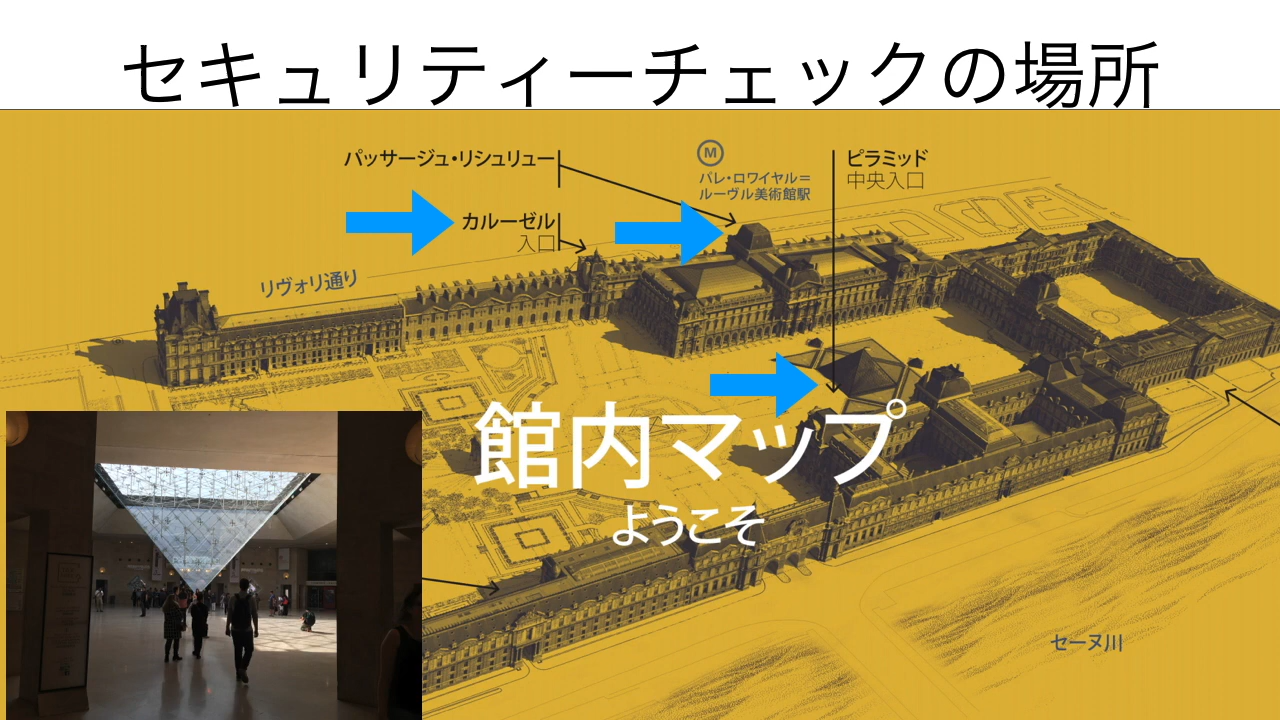 セキュリティーチェックの場所
パッサージュ・リシュリュー
M
パレ・ロワイヤル＝
ルーヴル美術館駅
ピラミッド
中央入口
カルーゼル
入口
リヴォリ通り
館内マップ
ようこそ
セーヌ川